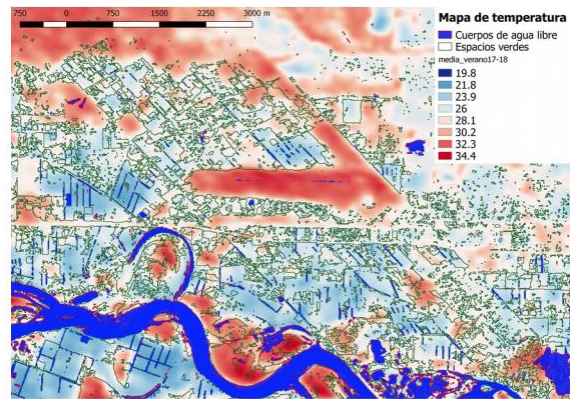 750 0 750 1500 2250 3000 m
Mapa de temperatura
Cuerpos de agua libre
Espacios verdes
media_verano17-18
19.8
21.8
23.9
26
28.1
30.2
32.3
34.4